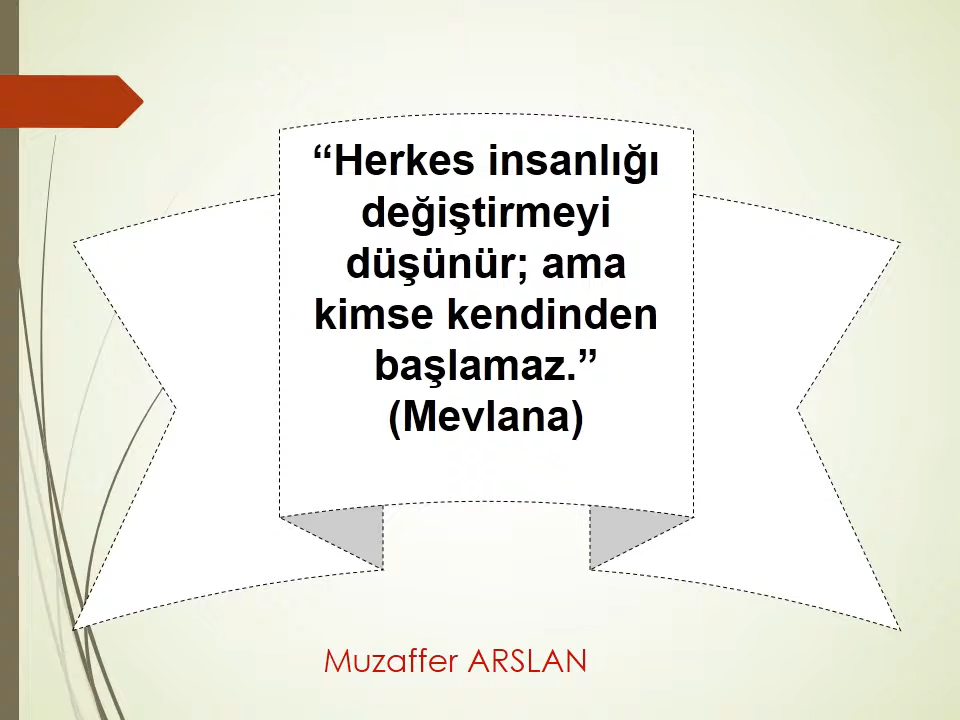 “Herkes insanlığı
değiştirmeyi
düşünür; ama
kimse kendinden
başlamaz.”
(Mevlana)
Muzaffer ARSLAN